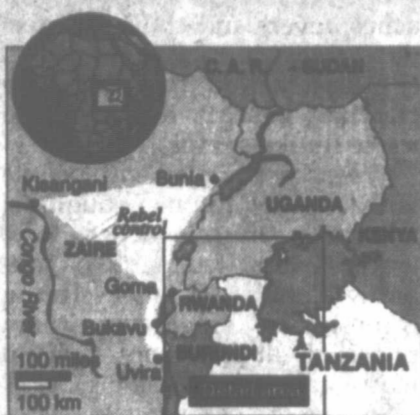 C. A. R.
SUDAN
Kisangani
Bunia
UGANDA
Rebel
control
ZAIRE
KENYA
Congo River
Goma
RWANDA
Bukavu
BURUNDI
100 miles
Uvira
TANZANIA
100 km